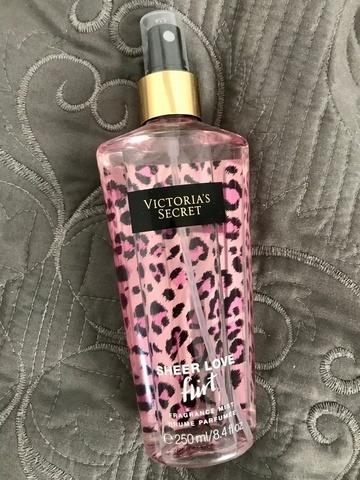 VICTORIA'S
SECRET
SHEER LOVE
flirt
FRAGRANCE MIST
BRUME PARFUMÉE
℮ 250 ml/8.4 fl oz